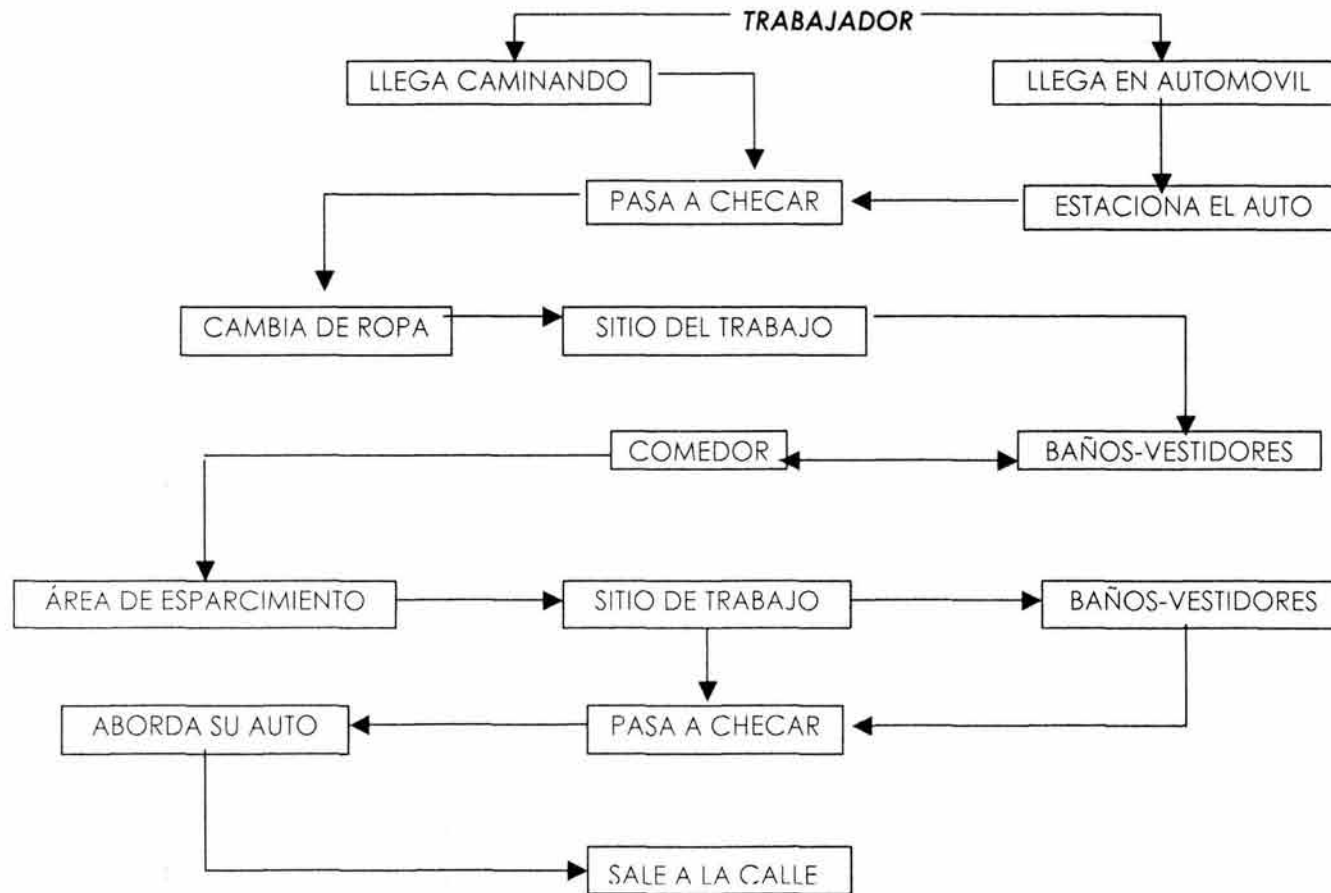 TRABAJADOR
LLEGA CAMINANDO
LLEGA EN AUTOMOVIL
PASA A CHECAR
ESTACIONA EL AUTO
CAMBIA DE ROPA
SITIO DEL TRABAJO
COMEDOR
BAÑOS-VESTIDORES
ÁREA DE ESPARCIMIENTO
SITIO DE TRABAJO
BAÑOS-VESTIDORES
ABORDA SU AUTO
PASA A CHECAR
SALE A LA CALLE